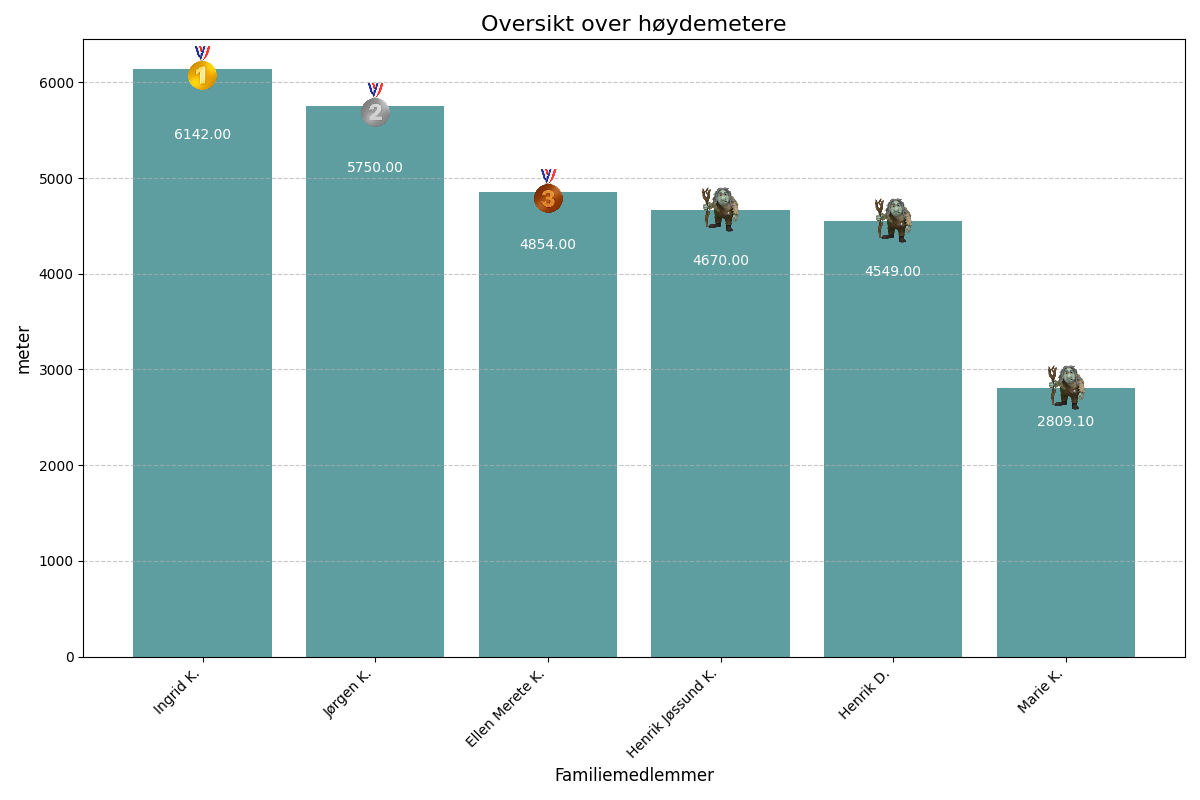 Oversikt over høydemetere
meter
6000
5000
4000
3000
2000
1000
0
1
2
3
6142.00
5750.00
4854.00
4670.00
4549.00
2809.10
Ingrid K.
Jørgen K.
Ellen Merete K.
Henrik Jøssund K.
Henrik D.
Marie K.
Familiemedlemmer